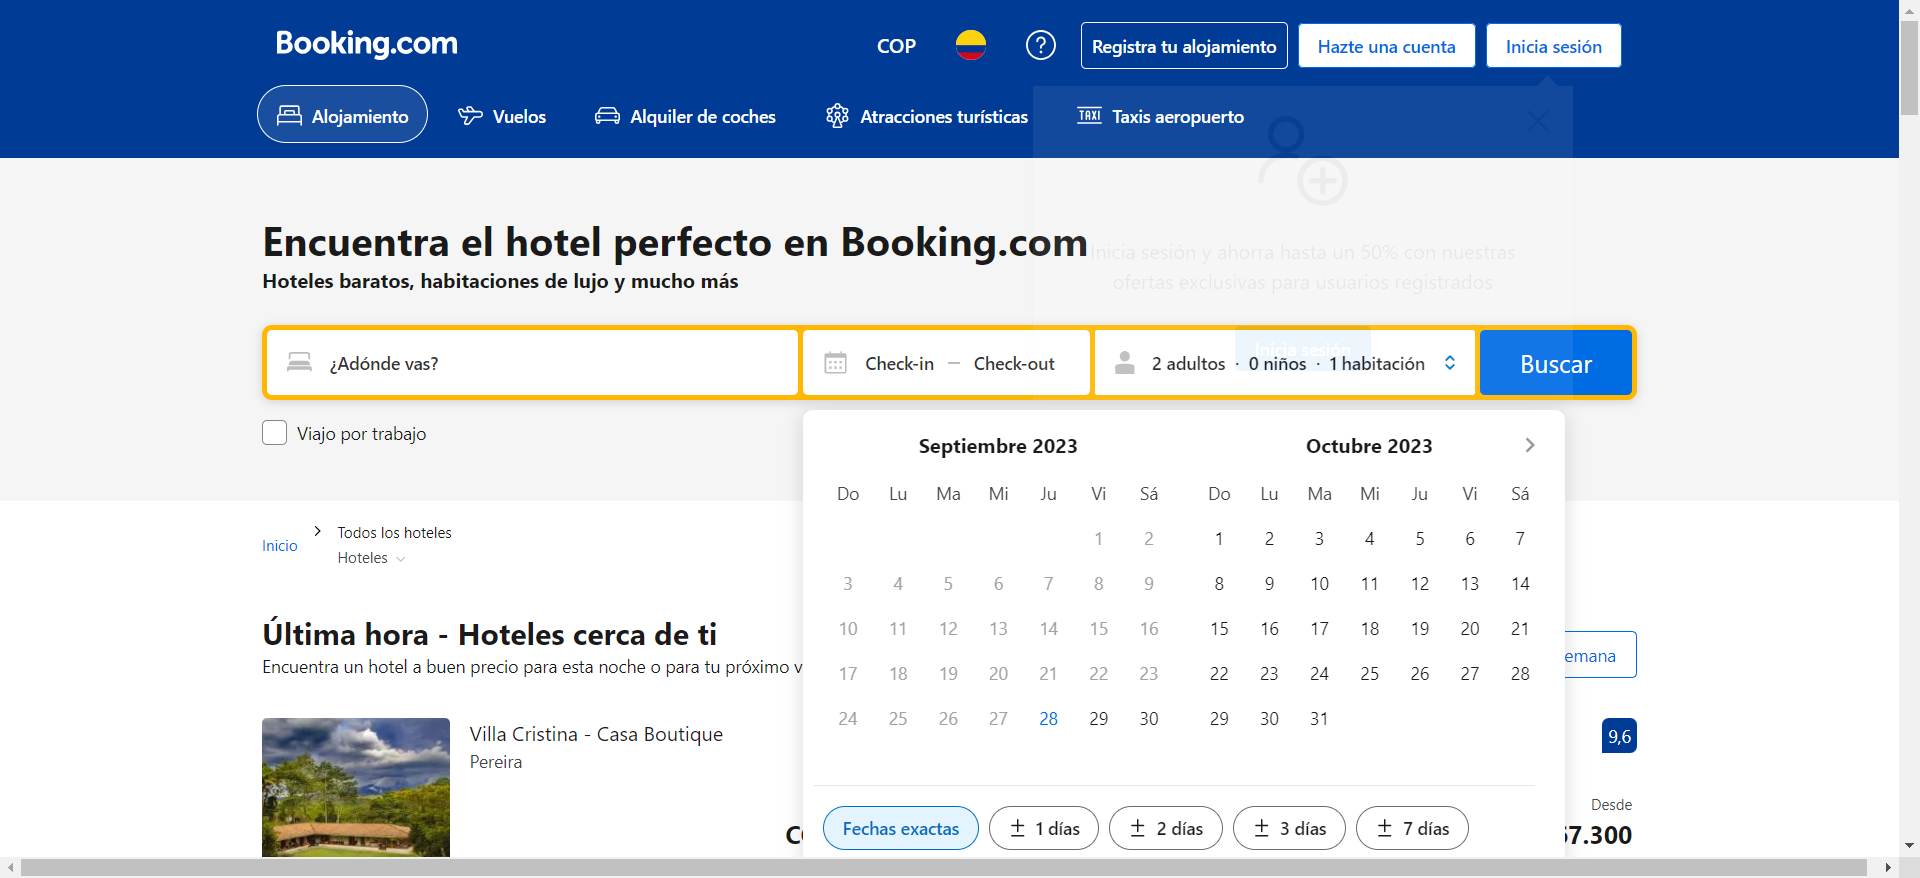 Booking.com
COP
Registra tu alojamiento
Hazte una cuenta
Inicia sesión
Alojamiento
Vuelos
Alquiler de coches
Atracciones turísticas
TAXI Taxis aeropuerto
Encuentra el hotel perfecto en Booking.com
Hoteles baratos, habitaciones de lujo y mucho más
Inicia sesión y ahorra hasta un 50% con nuestras
ofertas exclusivas para usuarios registrados
Inicia sesión
¿Adónde vas?
Check-in — Check-out
2 adultos · 0 niños · 1 habitación
Buscar
Viajo por trabajo
Septiembre 2023
Do Lu Ma Mi Ju Vi Sá
1 2
3 4 5 6 7 8 9
10 11 12 13 14 15 16
17 18 19 20 21 22 23
24 25 26 27 28 29 30
Octubre 2023
Do Lu Ma Mi Ju Vi Sá
1 2 3 4 5 6 7
8 9 10 11 12 13 14
15 16 17 18 19 20 21
22 23 24 25 26 27 28
29 30 31
Fechas exactas
± 1 días
± 2 días
± 3 días
± 7 días
Inicio
Todos los hoteles
Hoteles
Última hora - Hoteles cerca de ti
Encuentra un hotel a buen precio para esta noche o para tu próximo v
emana
Villa Cristina - Casa Boutique
Pereira
9,6
Desde
7.300